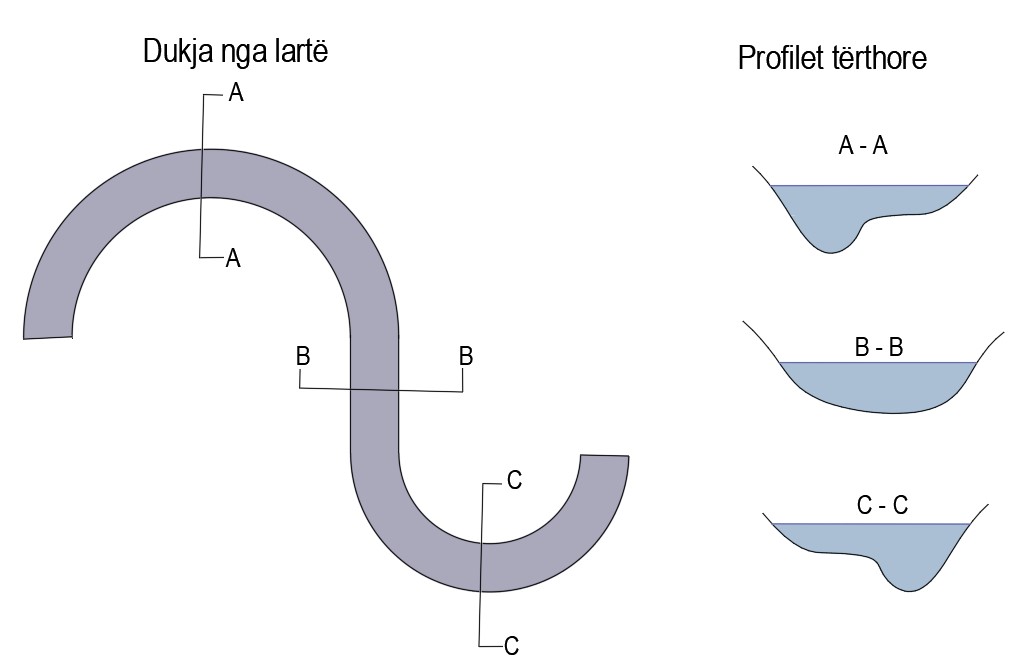 Dukja nga lartë
A
A
B B
C
C
Profilet tërthore
A - A
B - B
C - C